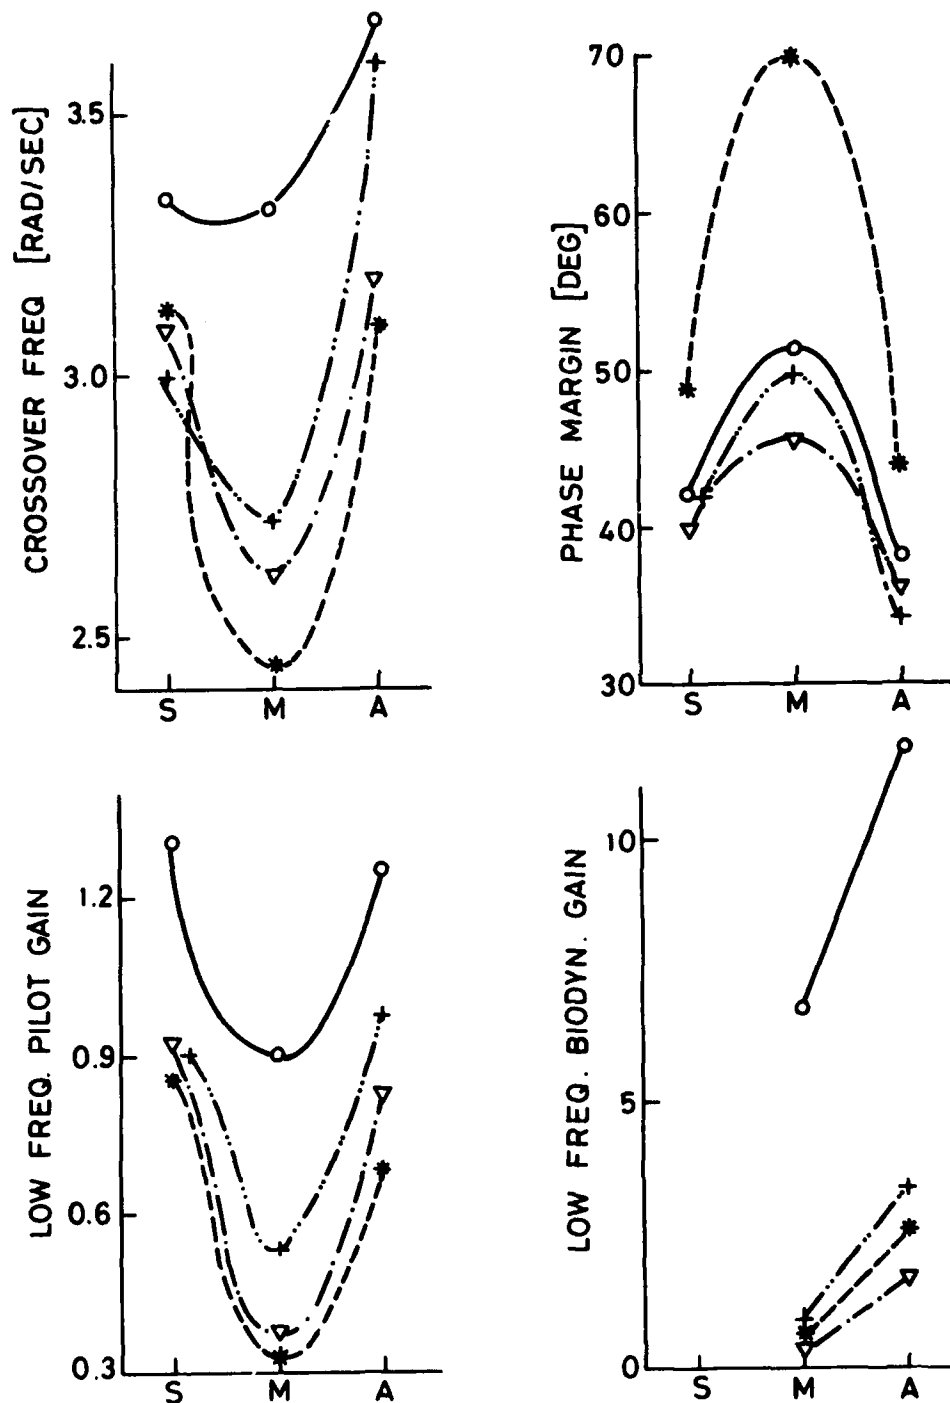 CROSSOVER FREQ [RAD/SEC]
3.5
3.0
2.5
S M A
PHASE MARGIN [DEG]
70
60
50
40
30
S M A
LOW FREQ. PILOT GAIN
1.2
0.9
0.6
0.3
S M A
LOW FREQ. BIODYN. GAIN
10
5
0
S M A